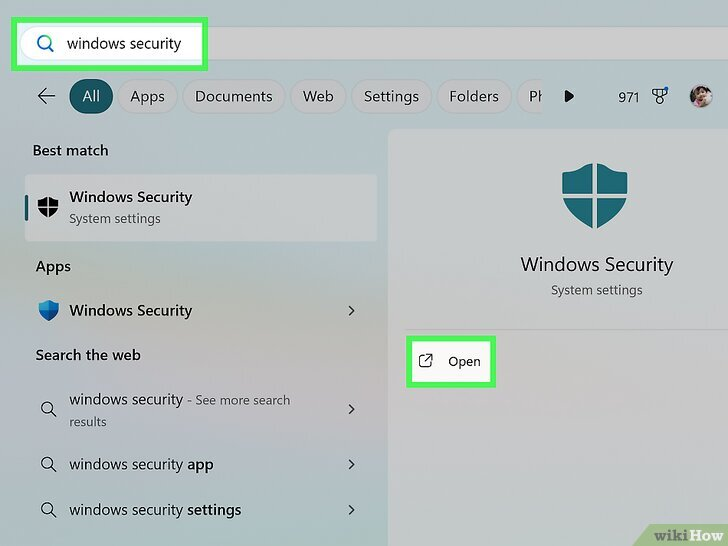 windows security
All
Apps
Documents
Web
Settings
Folders
Ph
971
Best match
Windows Security
System settings
Windows Security
System settings
Open
Apps
Windows Security
Search the web
windows security - See more search
results
windows security app
windows security settings
wikiHow